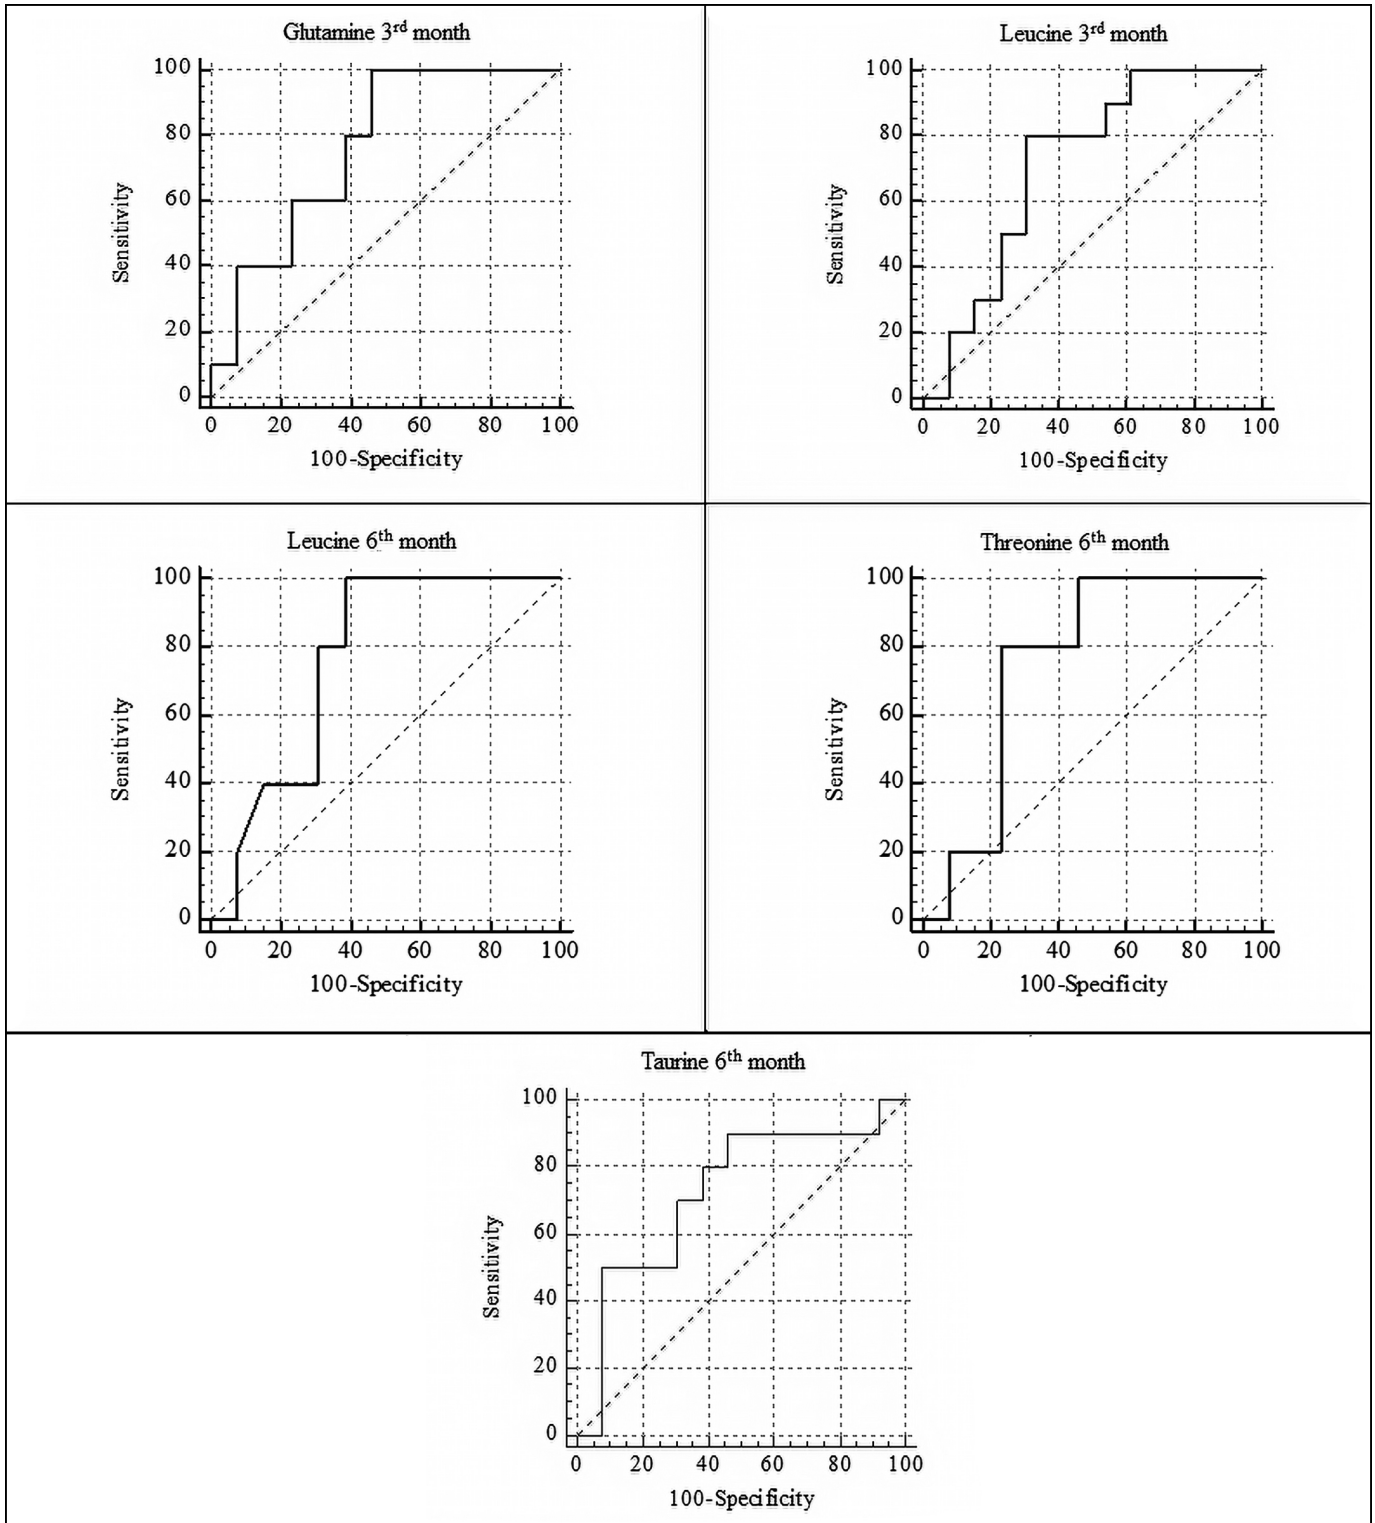 Glutamine 3rd month
100
80
60
40
20
0
Sensitivity
0 20 40 60 80 100
100-Specificity
Leucine 3rd month
100
80
60
40
20
0
Sensitivity
0 20 40 60 80 100
100-Specificity
Leucine 6th month
100
80
60
40
20
0
Sensitivity
0 20 40 60 80 100
100-Specificity
Threonine 6th month
100
80
60
40
20
0
Sensitivity
0 20 40 60 80 100
100-Specificity
Taurine 6th month
100
80
60
40
20
0
Sensitivity
0 20 40 60 80 100
100-Specificity